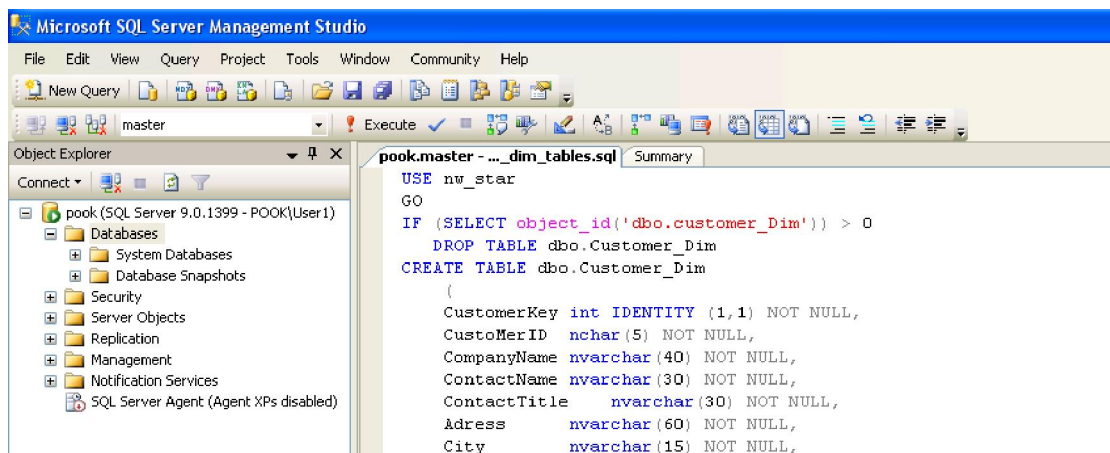 Microsoft SQL Server Management Studio
File Edit View Query Project Tools Window Community Help
New Query
master Execute
Object Explorer
Connect
pook (SQL Server 9.0.1399 - POOK\User1)
Databases
System Databases
Database Snapshots
Security
Server Objects
Replication
Management
Notification Services
SQL Server Agent (Agent XPs disabled)
pook.master - ..._dim_tables.sql Summary
USE nw_star
GO
IF (SELECT object_id('dbo.customer_Dim')) > 0
DROP TABLE dbo.Customer_Dim
CREATE TABLE dbo.Customer_Dim
(
CustomerKey int IDENTITY (1,1) NOT NULL,
CustoMerID nchar(5) NOT NULL,
CompanyName nvarchar(40) NOT NULL,
ContactName nvarchar(30) NOT NULL,
ContactTitle nvarchar(30) NOT NULL,
Adress nvarchar(60) NOT NULL,
City nvarchar(15) NOT NULL,